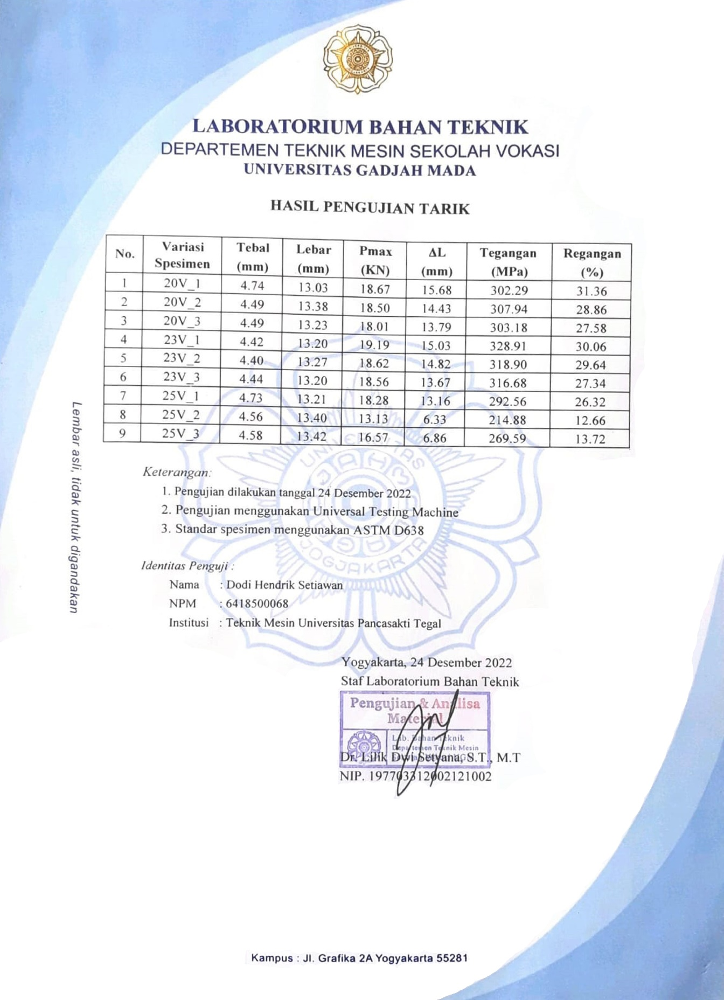 LABORATORIUM BAHAN TEKNIK
DEPARTEMEN TEKNIK MESIN SEKOLAH VOKASI
UNIVERSITAS GADJAH MADA
HASIL PENGUJIAN TARIK
No. Variasi Spesimen Tebal (mm) Lebar (mm) Pmax (KN) ΔL (mm) Tegangan (MPa) Regangan (%)
1 20V_1 4.74 13.03 18.67 15.68 302.29 31.36
2 20V_2 4.49 13.38 18.50 14.43 307.94 28.86
3 20V_3 4.49 13.23 18.01 13.79 303.18 27.58
4 23V_1 4.42 13.20 19.19 15.03 328.91 30.06
5 23V_2 4.40 13.27 18.62 14.82 318.90 29.64
6 23V_3 4.44 13.20 18.56 13.67 316.68 27.34
7 25V_1 4.73 13.21 18.28 13.16 292.56 26.32
8 25V_2 4.56 13.40 13.13 6.33 214.88 12.66
9 25V_3 4.58 13.42 16.57 6.86 269.59 13.72
Lembar asli, tidak untuk digandakan
UNIVERSITAS
GADJAH MADA
JOGJAKARTA
Keterangan:
1. Pengujian dilakukan tanggal 24 Desember 2022
2. Pengujian menggunakan Universal Testing Machine
3. Standar spesimen menggunakan ASTM D638
Identitas Penguji :
Nama : Dodi Hendrik Setiawan
NPM : 6418500068
Institusi : Teknik Mesin Universitas Pancasakti Tegal
Yogyakarta, 24 Desember 2022
Staf Laboratorium Bahan Teknik
Pengujian & Analisa
Material
Lab. Bahan Teknik
Departemen Teknik Mesin
Dr. Lilik Dwi Setyana, S.T., M.T
NIP. 197703312002121002
Kampus : Jl. Grafika 2A Yogyakarta 55281